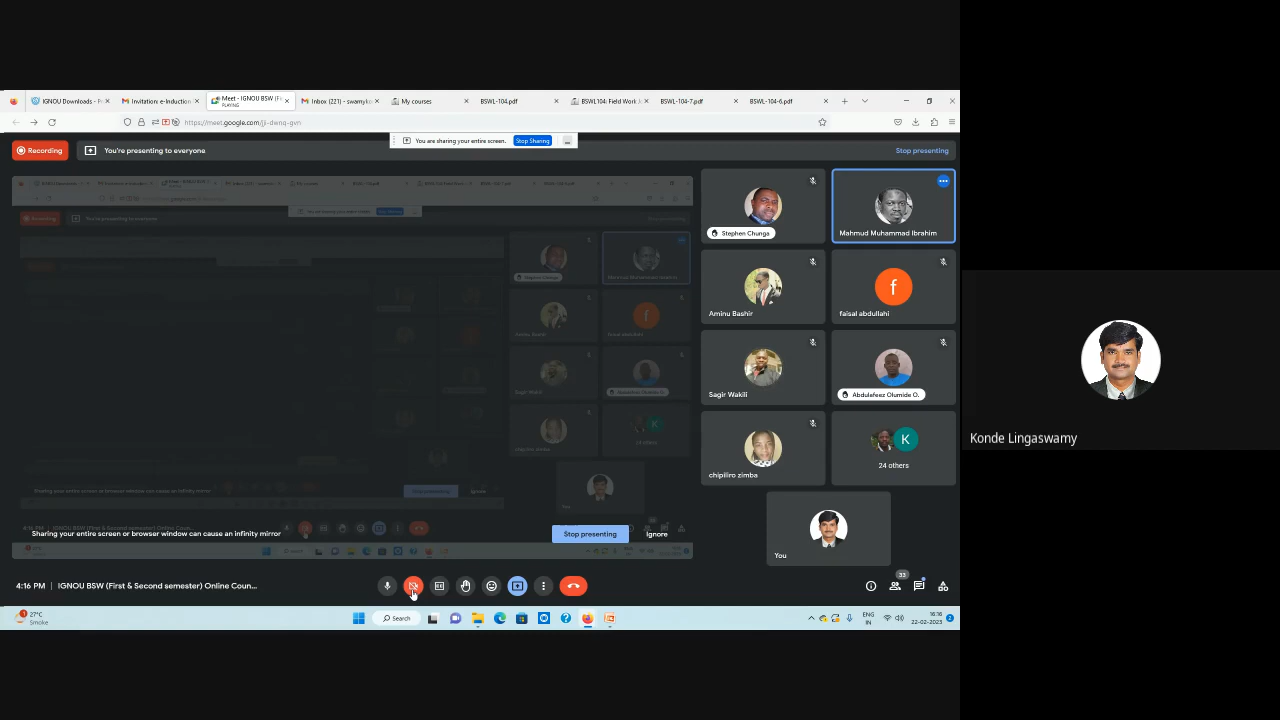 IGNOU Downloads - P
Invitation: e-Induction
Meet - IGNOU BSW (Fi
PLAYING
Inbox (221) - swamyk
My courses
BSWL-104.pdf
BSWL104: Field Work J
BSWL 104-7.pdf
BSWL 104-6.pdf
https://meet.google.com/
You are sharing your entire screen.
Stop Sharing
Recording
You're presenting to everyone
Stop presenting
Stephen Chunga
Mahmud Muhammad Ibrahim
Aminu Bashir
f
faisal abdullahi
Sagir Wakili
Abdulafeez Olumide O.
chipiliro zimba
K
24 others
You
Sharing your entire screen or browser window can cause an infinity mirror
Stop presenting
Ignore
4:16 PM | IGNOU BSW (First & Second semester) Online Coun...
33
27°C
Smoke
Search
ENG
IN
16:16
22-02-2023
Konde Lingaswamy